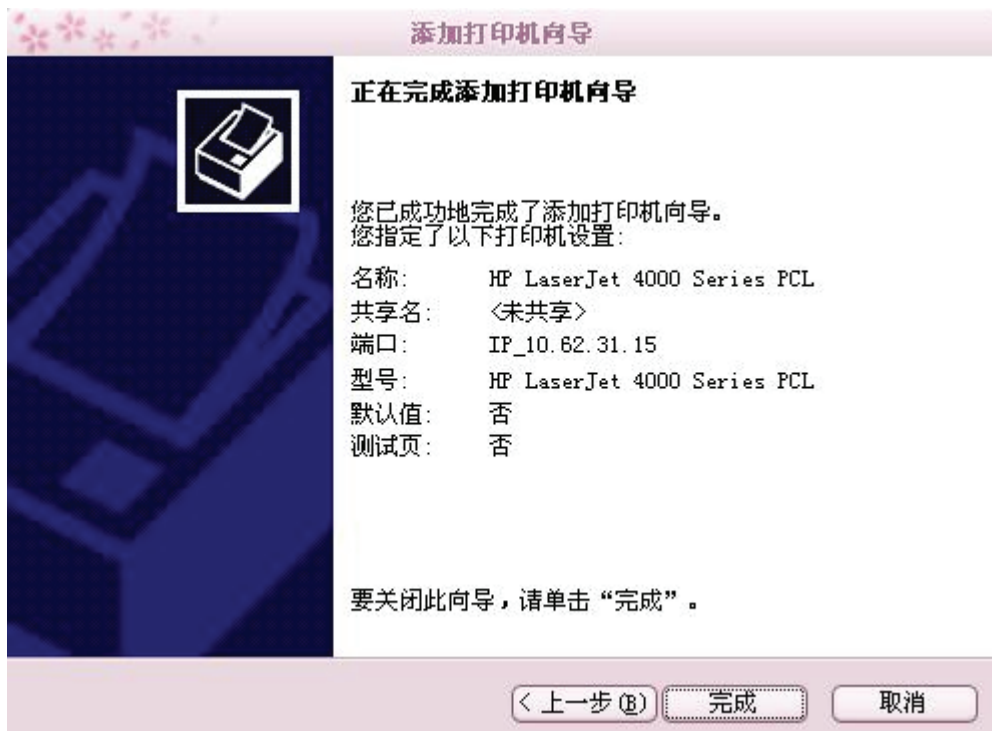 添加打印机向导
正在完成添加打印机向导
您已成功地完成了添加打印机向导。
您指定了以下打印机设置:
名称: HP LaserJet 4000 Series PCL
共享名: <未共享>
端口: IP_10.62.31.15
型号: HP LaserJet 4000 Series PCL
默认值: 否
测试页: 否
要关闭此向导,请单击“完成”。
< 上一步(B) 完成 取消